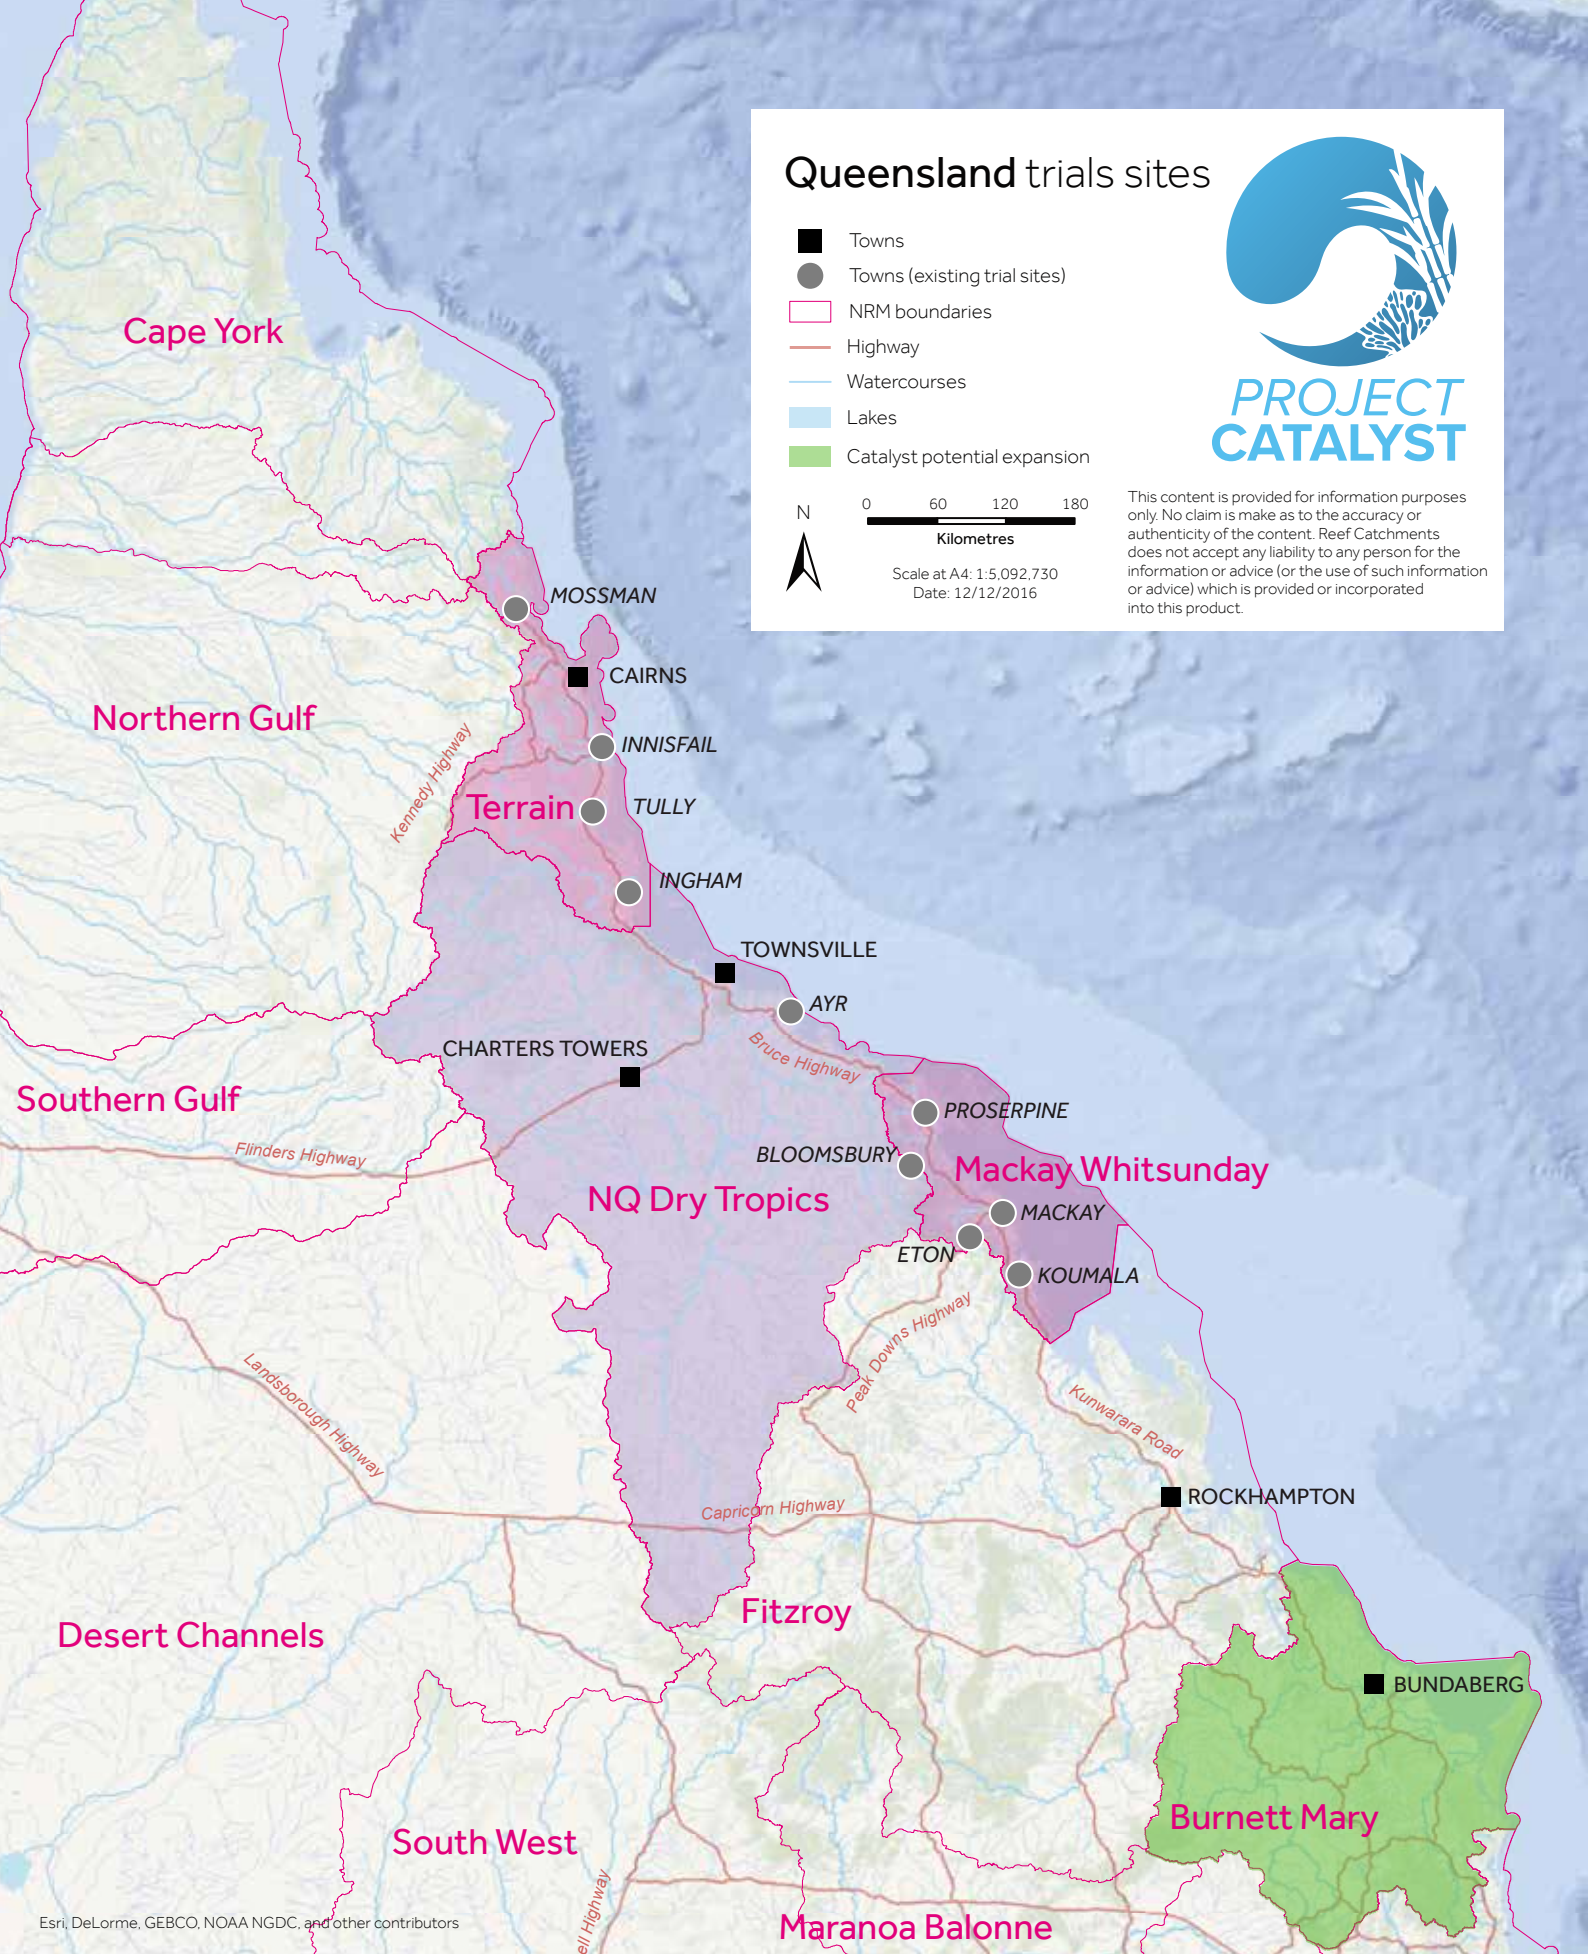 Queensland trials sites
Towns
Towns (existing trial sites)
NRM boundaries
Highway
Watercourses
Lakes
Catalyst potential expansion
N
0 60 120 180
Kilometres
Scale at A4: 1:5,092,730
Date: 12/12/2016
PROJECT
CATALYST
This content is provided for information purposes
only. No claim is make as to the accuracy or
authenticity of the content. Reef Catchments
does not accept any liability to any person for the
information or advice (or the use of such information
or advice) which is provided or incorporated
into this product.
Cape York
MOSSMAN
CAIRNS
Northern Gulf
Kennedy Highway
INNISFAIL
Terrain
TULLY
INGHAM
TOWNSVILLE
AYR
CHARTERS TOWERS
Bruce Highway
Southern Gulf
PROSERPINE
Flinders Highway
BLOOMSBURY
Mackay Whitsunday
NQ Dry Tropics
MACKAY
ETON
KOUMALA
Peak Downs Highway
Landsborough Highway
Kunwarara Road
ROCKHAMPTON
Capricorn Highway
Fitzroy
Desert Channels
BUNDABERG
Burnett Mary
South West
ell Highway
Maranoa Balonne
Esri, DeLorme, GEBCO, NOAA NGDC, and other contributors